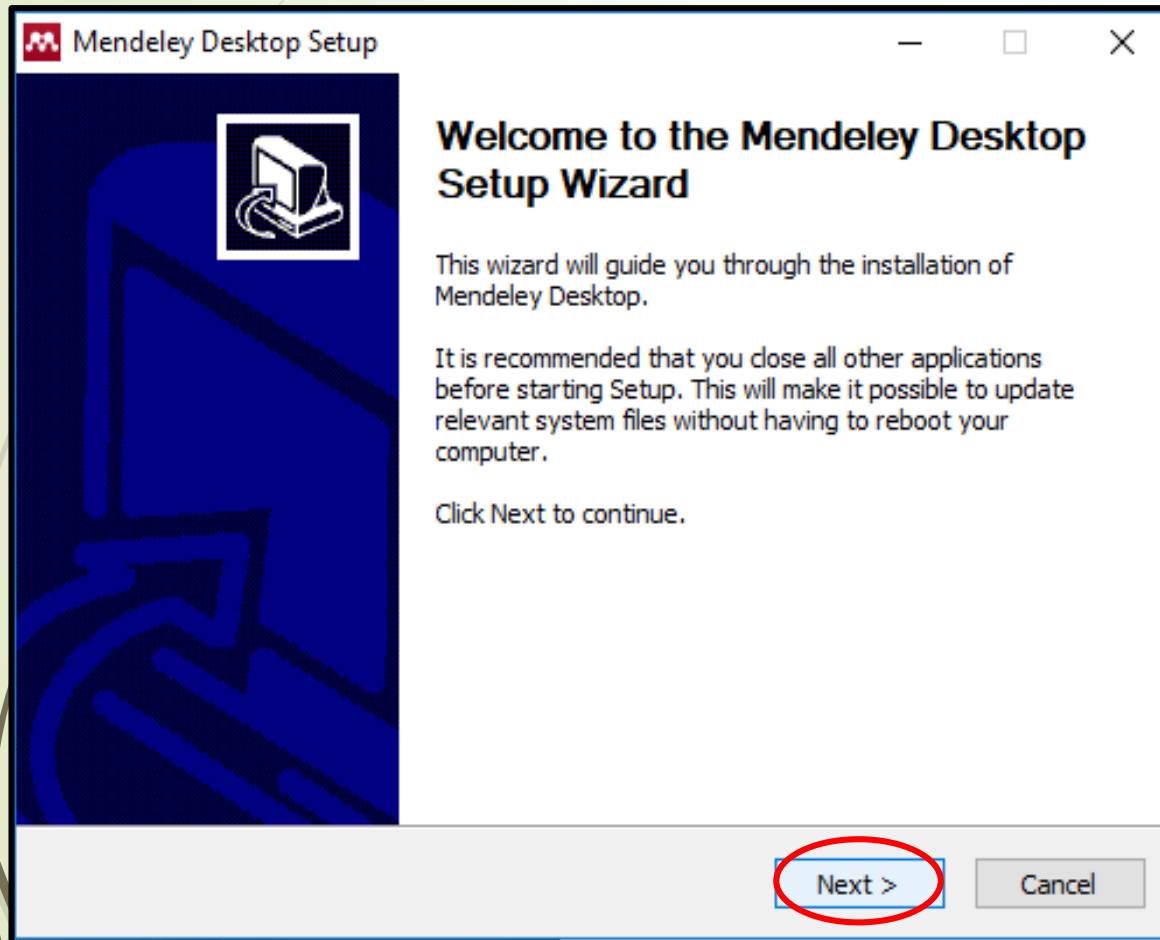 Mendeley Desktop Setup
Welcome to the Mendeley Desktop
Setup Wizard
This wizard will guide you through the installation of
Mendeley Desktop.
It is recommended that you close all other applications
before starting Setup. This will make it possible to update
relevant system files without having to reboot your
computer.
Click Next to continue.
Next >
Cancel